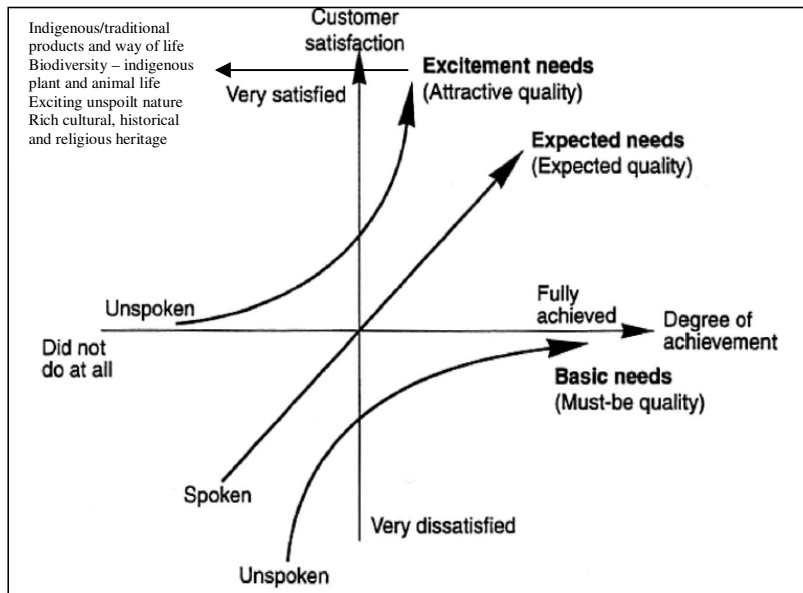 Indigenous/traditional
products and way of life
Biodiversity – indigenous
plant and animal life
Exciting unspoilt nature
Rich cultural, historical
and religious heritage
Customer
satisfaction
Very satisfied
Excitement needs
(Attractive quality)
Expected needs
(Expected quality)
Unspoken
Did not
do at all
Fully
achieved
Degree of
achievement
Basic needs
(Must-be quality)
Spoken
Very dissatisfied
Unspoken